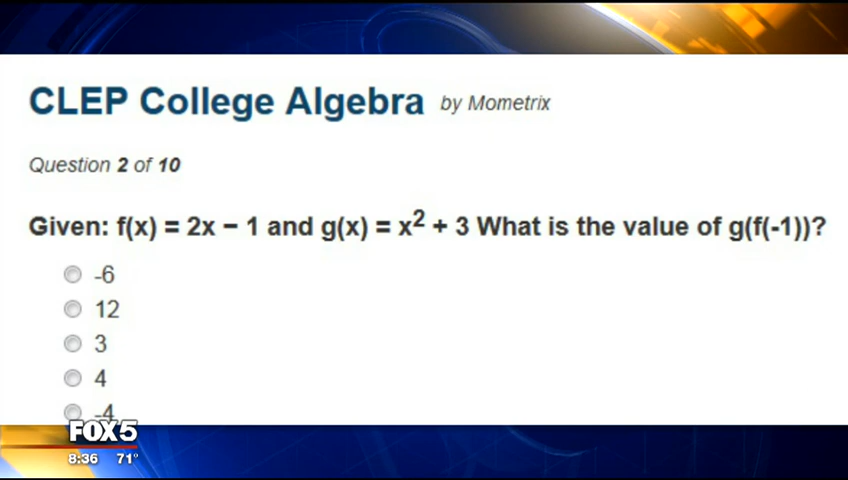 CLEP College Algebra by Mometrix
Question 2 of 10
Given: f(x) = 2x − 1 and g(x) = x² + 3 What is the value of g(f(-1))?
-6
12
3
4
-4
FOX5
8:36 71°